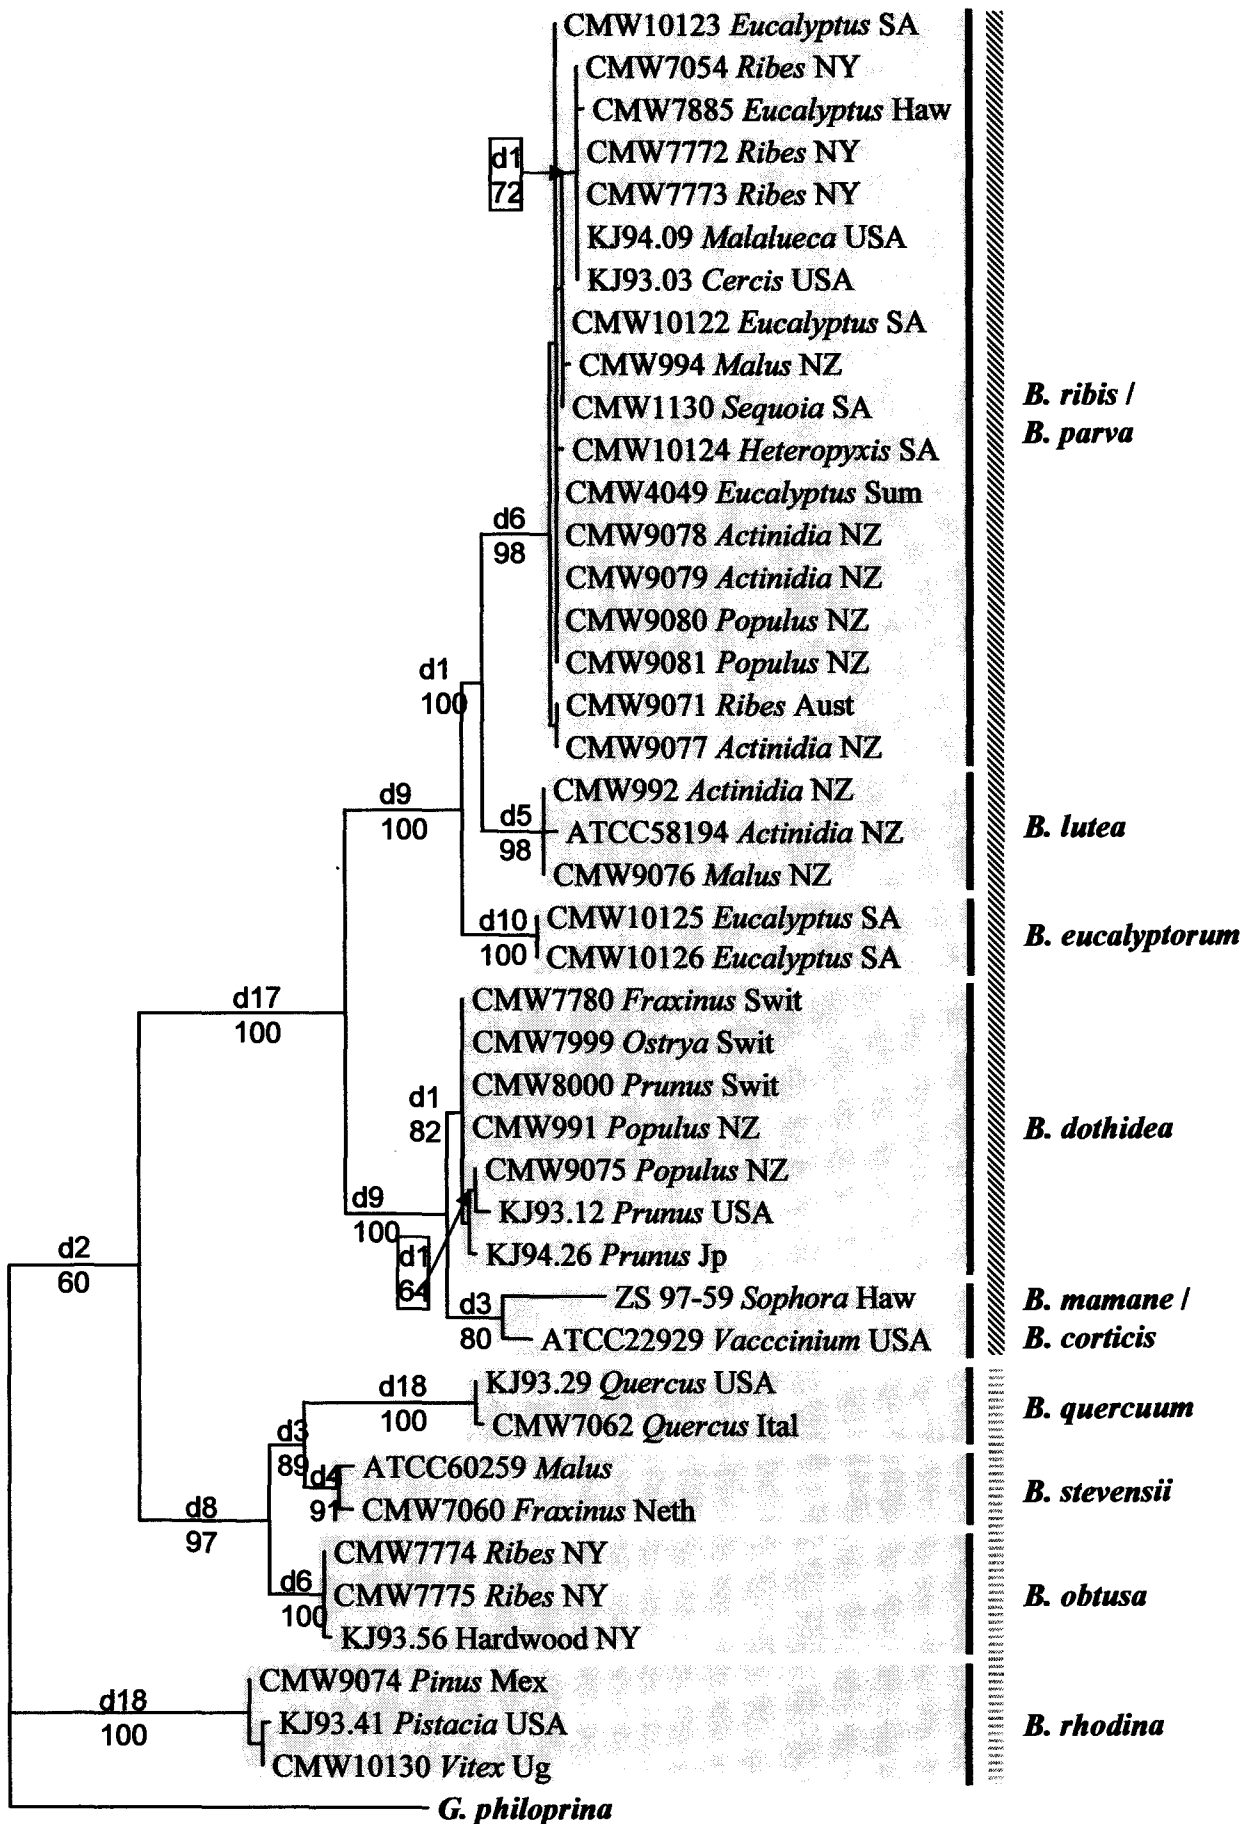 CMW10123 Eucalyptus SA
CMW7054 Ribes NY
CMW7885 Eucalyptus Haw
d1
72
CMW7772 Ribes NY
CMW7773 Ribes NY
KJ94.09 Malalueca USA
KJ93.03 Cercis USA
CMW10122 Eucalyptus SA
CMW994 Malus NZ
CMW1130 Sequoia SA
B. ribis /
B. parva
CMW10124 Heteropyxis SA
CMW4049 Eucalyptus Sum
d6
98
CMW9078 Actinidia NZ
CMW9079 Actinidia NZ
CMW9080 Populus NZ
CMW9081 Populus NZ
d1
100
CMW9071 Ribes Aust
CMW9077 Actinidia NZ
CMW992 Actinidia NZ
d9
100
d5
98
ATCC58194 Actinidia NZ
B. lutea
CMW9076 Malus NZ
CMW10125 Eucalyptus SA
d10
100
B. eucalyptorum
CMW10126 Eucalyptus SA
d17
100
CMW7780 Fraxinus Swit
CMW7999 Ostrya Swit
CMW8000 Prunus Swit
d1
82
CMW991 Populus NZ
B. dothidea
CMW9075 Populus NZ
d9
100
KJ93.12 Prunus USA
d1
64
KJ94.26 Prunus Jp
d2
60
ZS 97-59 Sophora Haw
d3
80
B. mamane /
B. corticis
ATCC22929 Vacccinium USA
KJ93.29 Quercus USA
d18
100
B. quercuum
CMW7062 Quercus Ital
d3
89
ATCC60259 Malus
d4
91
B. stevensii
CMW7060 Fraxinus Neth
d8
97
CMW7774 Ribes NY
d6
100
CMW7775 Ribes NY
B. obtusa
KJ93.56 Hardwood NY
CMW9074 Pinus Mex
d18
100
KJ93.41 Pistacia USA
B. rhodina
CMW10130 Vitex Ug
G. philoprina